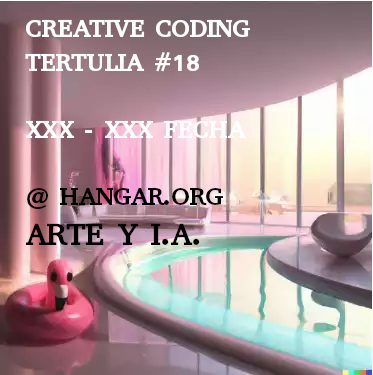 CREATIVE CODING
TERTULIA #18
XXX - XXX FECHA
@ HANGAR.ORG
ARTE Y I.A.